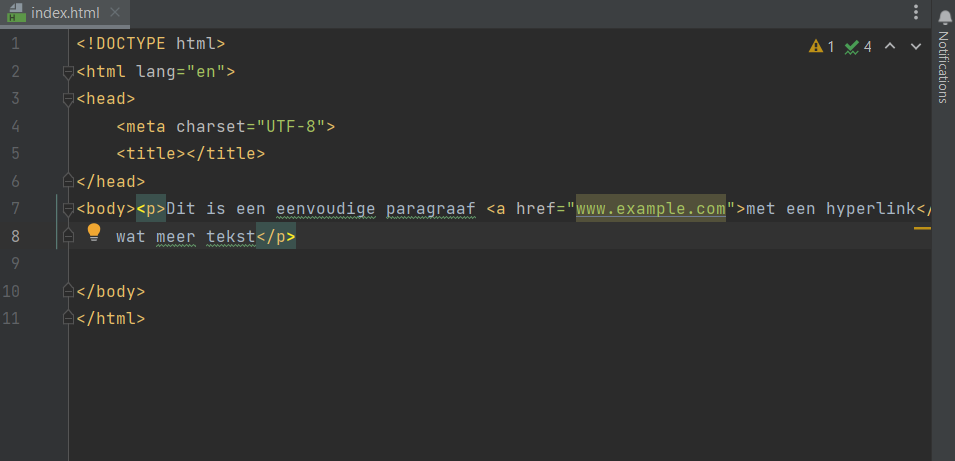 index.html
1 <!DOCTYPE html>
2 <html lang="en">
3 <head>
4 <meta charset="UTF-8">
5 <title></title>
6 </head>
7 <body><p>Dit is een eenvoudige paragraaf <a href="www.example.com">met een hyperlink</
8 wat meer tekst</p>
9
10 </body>
11 </html>
1 4
Notifications